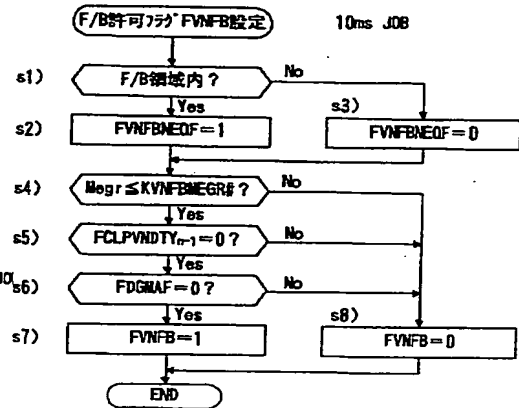 F/B許可フラグFVNFB設定
10ms JOB
s1)
F/B領域内?
No
Yes
s3)
s2)
FVNFBNEQF=1
FVNFBNEQF=0
s4)
Megr≦KVNFBMEGR#?
No
Yes
s5)
FCLPVNDTYn-1=0?
No
Yes
s6)
FDGMAF=0?
No
Yes
s8)
s7)
FVNFB=1
FVNFB=0
END